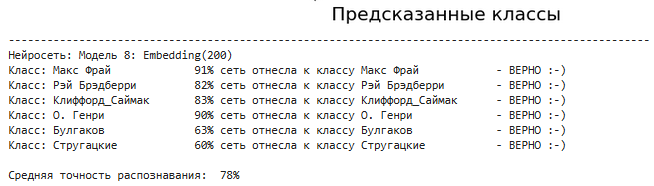 Предсказанные классы
--------------------------------------------------------------------------------------------------------
Нейросеть: Модель 8: Embedding(200)
Класс: Макс Фрай 91% сеть отнесла к классу Макс Фрай - ВЕРНО :-)
Класс: Рэй Брэдберри 82% сеть отнесла к классу Рэй Брэдберри - ВЕРНО :-)
Класс: Клиффорд_Саймак 83% сеть отнесла к классу Клиффорд_Саймак - ВЕРНО :-)
Класс: О. Генри 90% сеть отнесла к классу О. Генри - ВЕРНО :-)
Класс: Булгаков 63% сеть отнесла к классу Булгаков - ВЕРНО :-)
Класс: Стругацкие 60% сеть отнесла к классу Стругацкие - ВЕРНО :-)
Средняя точность распознавания: 78%